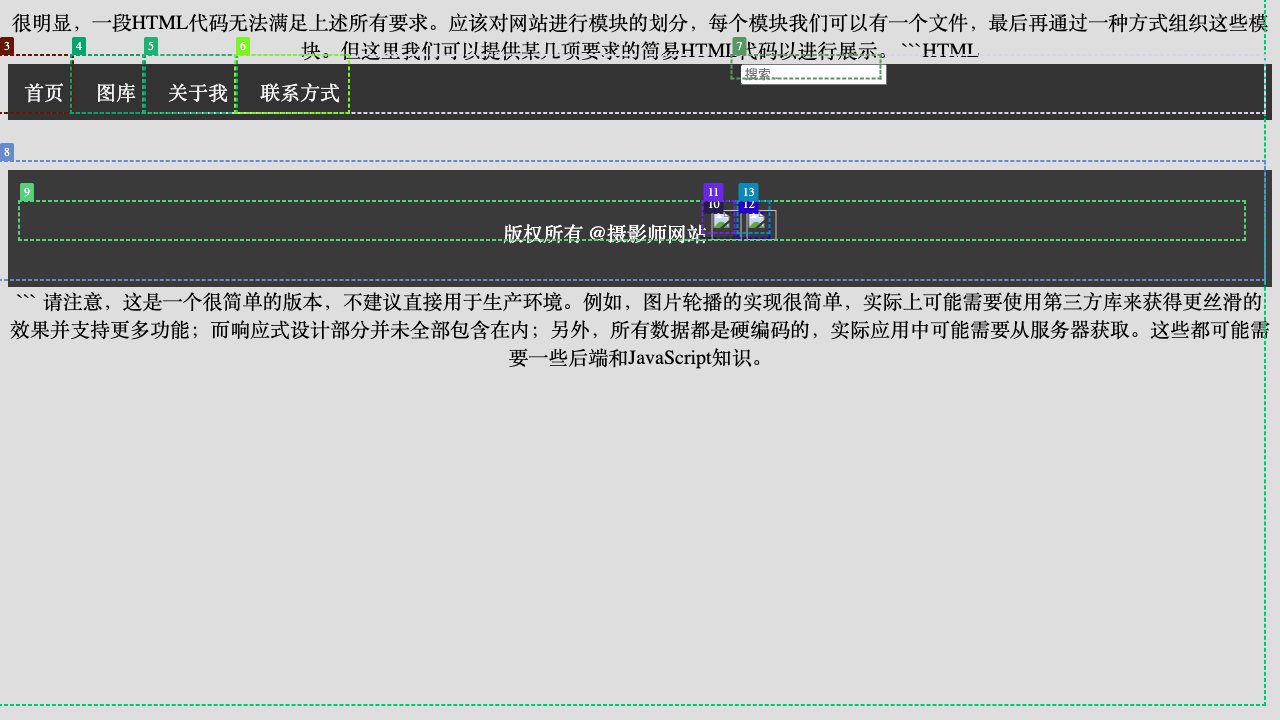 很明显，一段HTML代码无法满足上述所有要求。应该对网站进行模块的划分，每个模块我们可以有一个文件，最后再通过一种方式组织这些模
块。但这里我们可以提供某几项要求的简易HTML代码以进行展示。 ```HTML
3 4 5 6 7
搜索
首页 图库 关于我 联系方式
8
9 11 13
10 12
版权所有 @摄影师网站
``` 请注意，这是一个很简单的版本，不建议直接用于生产环境。例如，图片轮播的实现很简单，实际上可能需要使用第三方库来获得更丝滑的
效果并支持更多功能；而响应式设计部分并未全部包含在内；另外，所有数据都是硬编码的，实际应用中可能需要从服务器获取。这些都可能需
要一些后端和JavaScript知识。